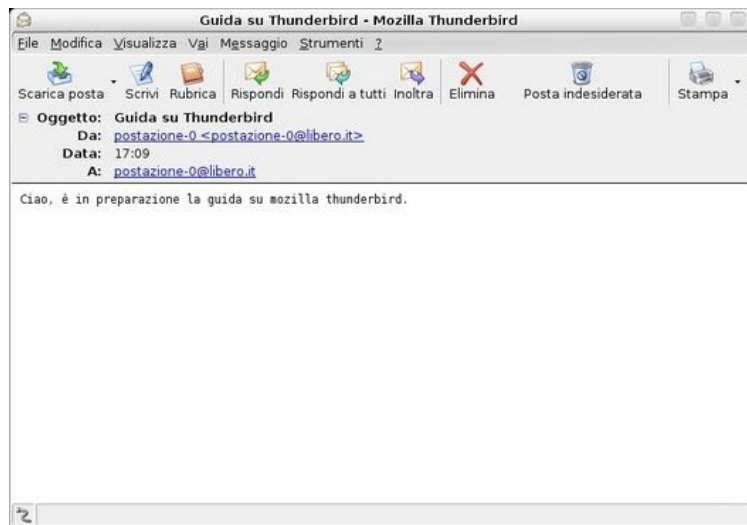 Guida su Thunderbird - Mozilla Thunderbird
File Modifica Visualizza Vai Messaggio Strumenti ?
Scarica posta Scrivi Rubrica Rispondi Rispondi a tutti Inoltra Elimina Posta indesiderata Stampa
Oggetto: Guida su Thunderbird
Da: postazione-0 <postazione-0@libero.it>
Data: 17:09
A: postazione-0@libero.it
Ciao, è in preparazione la guida su mozilla thunderbird.